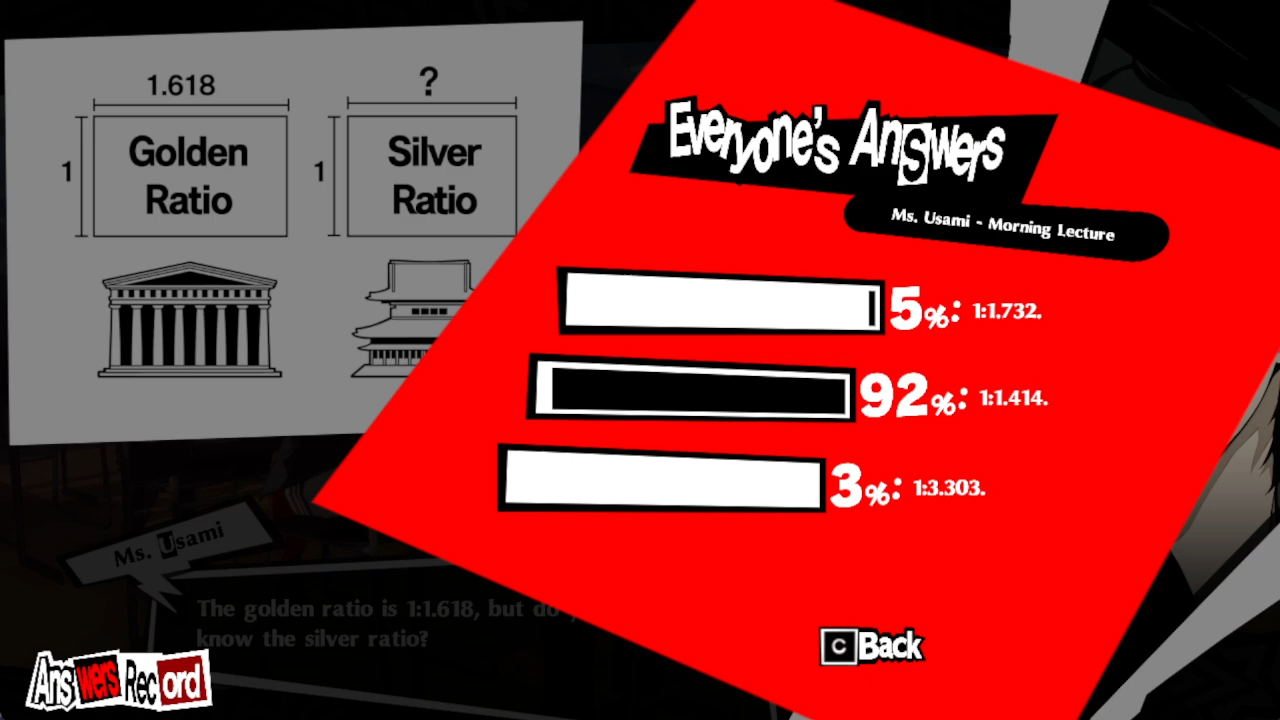 1.618
?
1
Golden
Ratio
1
Silver
Ratio
Everyone's Answers
Ms. Usami - Morning Lecture
5%: 1:1.732.
92%: 1:1.414.
3%: 1:3.303.
Ms. Usami
The golden ratio is 1:1.618, but do
know the silver ratio?
C Back
Answers Record